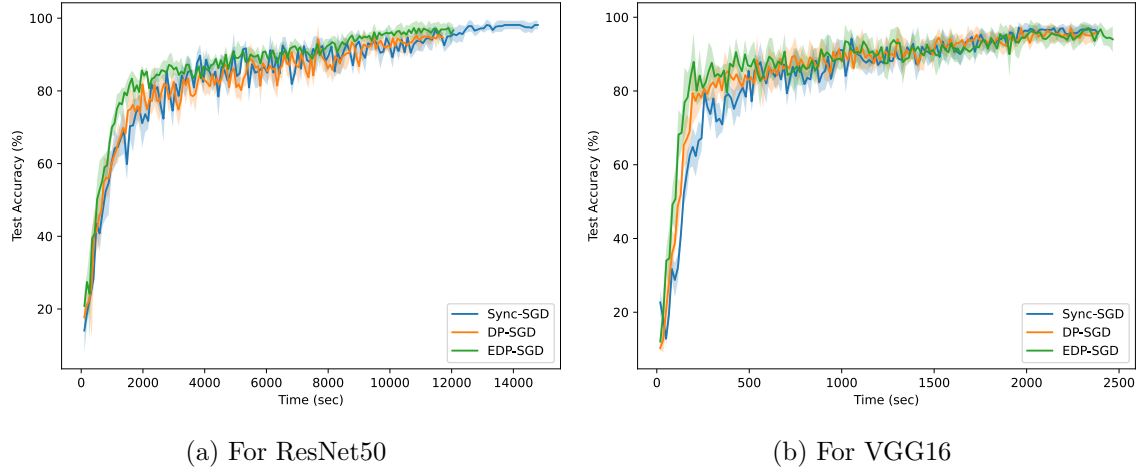 100
80
60
40
20
Test Accuracy (%)
0 2000 4000 6000 8000 10000 12000 14000
Time (sec)
Sync-SGD
DP-SGD
EDP-SGD
(a) For ResNet50
100
80
60
40
20
Test Accuracy (%)
0 500 1000 1500 2000 2500
Time (sec)
Sync-SGD
DP-SGD
EDP-SGD
(b) For VGG16